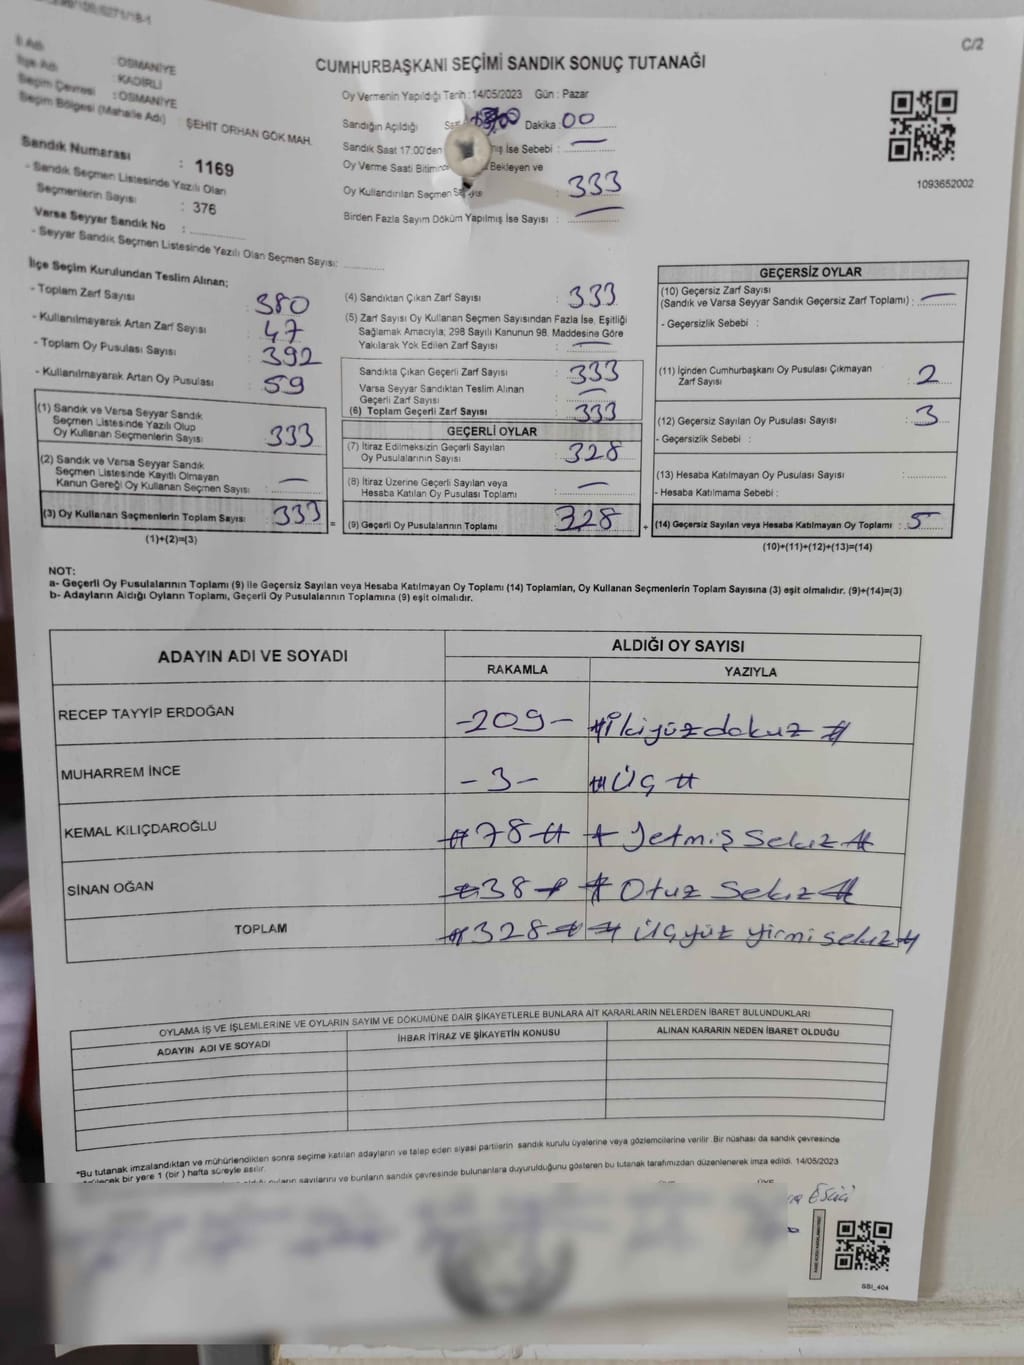 C/2
CUMHURBAŞKANI SEÇİMİ SANDIK SONUÇ TUTANAĞI
İl Adı : OSMANİYE
İlçe Adı : KADİRLİ
Seçim Çevresi : OSMANİYE
Seçim Bölgesi (Mahalle Adı) : ŞEHİT ORHAN GÖK MAH.
Sandık Numarası : 1169
- Sandık Seçmen Listesinde Yazılı Olan
Seçmenlerin Sayısı : 376
Varsa Seyyar Sandık No :
- Seyyar Sandık Seçmen Listesinde Yazılı Olan Seçmen Sayısı:
Oy Vermenin Yapıldığı Tarih : 14/05/2023 Gün : Pazar
Sandığın Açıldığı Dakika : 00
Sandık Saat 17.00'den İse Sebebi : —
Oy Verme Saati Bitiminde Bekleyen ve
Oy Kullandırılan Seçmen Sayısı : 333
Birden Fazla Sayım Döküm Yapılmış İse Sayısı : —
1093652002
İlçe Seçim Kurulundan Teslim Alınan;
- Toplam Zarf Sayısı : 380
- Kullanılmayarak Artan Zarf Sayısı : 47
- Toplam Oy Pusulası Sayısı : 392
- Kullanılmayarak Artan Oy Pusulası : 59
(1) Sandık ve Varsa Seyyar Sandık
Seçmen Listesinde Yazılı Olup
Oy Kullanan Seçmenlerin Sayısı : 333
(2) Sandık ve Varsa Seyyar Sandık
Seçmen Listesinde Kayıtlı Olmayan
Kanun Gereği Oy Kullanan Seçmen Sayısı : —
(3) Oy Kullanan Seçmenlerin Toplam Sayısı : 333 =
(1)+(2)=(3)
(4) Sandıktan Çıkan Zarf Sayısı : 333
(5) Zarf Sayısı Oy Kullanan Seçmen Sayısından Fazla İse, Eşitliği
Sağlamak Amacıyla; 298 Sayılı Kanunun 98. Maddesine Göre
Yakılarak Yok Edilen Zarf Sayısı : —
Sandıkta Çıkan Geçerli Zarf Sayısı : 333
Varsa Seyyar Sandıktan Teslim Alınan
Geçerli Zarf Sayısı : —
(6) Toplam Geçerli Zarf Sayısı : 333
GEÇERLİ OYLAR
(7) İtiraz Edilmeksizin Geçerli Sayılan
Oy Pusulalarının Sayısı : 328
(8) İtiraz Üzerine Geçerli Sayılan veya
Hesaba Katılan Oy Pusulası Toplamı : —
(9) Geçerli Oy Pusulalarının Toplamı : 328 +
GEÇERSİZ OYLAR
(10) Geçersiz Zarf Sayısı
(Sandık ve Varsa Seyyar Sandık Geçersiz Zarf Toplamı) : —
- Geçersizlik Sebebi :
(11) İçinden Cumhurbaşkanı Oy Pusulası Çıkmayan
Zarf Sayısı : 2
(12) Geçersiz Sayılan Oy Pusulası Sayısı : 3
- Geçersizlik Sebebi :
(13) Hesaba Katılmayan Oy Pusulası Sayısı :
- Hesaba Katılmama Sebebi :
(14) Geçersiz Sayılan veya Hesaba Katılmayan Oy Toplamı : 5
(10)+(11)+(12)+(13)=(14)
NOT:
a- Geçerli Oy Pusulalarının Toplamı (9) ile Geçersiz Sayılan veya Hesaba Katılmayan Oy Toplamı (14) Toplamları, Oy Kullanan Seçmenlerin Toplam Sayısına (3) eşit olmalıdır. (9)+(14)=(3)
b- Adayların Aldığı Oyların Toplamı, Geçerli Oy Pusulalarının Toplamına (9) eşit olmalıdır.
ADAYIN ADI VE SOYADI
ALDIĞI OY SAYISI
RAKAMLA YAZIYLA
RECEP TAYYİP ERDOĞAN -209- # ikiyüzdokuz #
MUHARREM İNCE -3- # Üç #
KEMAL KILIÇDAROĞLU # 78 # # Yetmiş Sekiz #
SİNAN OĞAN # 38 # # Otuz Sekiz #
TOPLAM # 328 # # Üçyüz yirmi sekiz #
OYLAMA İŞ VE İŞLEMLERİNE VE OYLARIN SAYIM VE DÖKÜMÜNE DAİR ŞİKAYETLERLE BUNLARA AİT KARARLARIN NELERDEN İBARET BULUNDUKLARI
ADAYIN ADI VE SOYADI İHBAR İTİRAZ VE ŞİKAYETİN KONUSU ALINAN KARARIN NEDEN İBARET OLDUĞU
*Bu tutanak imzalandıktan ve mühürlendikten sonra seçime katılan adayların ve talep eden siyasi partilerin sandık kurulu üyelerine veya gözlemcilerine verilir. Bir nüshası da sandık çevresinde
bir yere 1 (bir) hafta süreyle asılır.
sayılarını ve bunların sandık çevresinde bulunanlara duyurulduğunu gösteren bu tutanak tarafımızdan düzenlenerek imza edildi. 14/05/2023
SSI_404